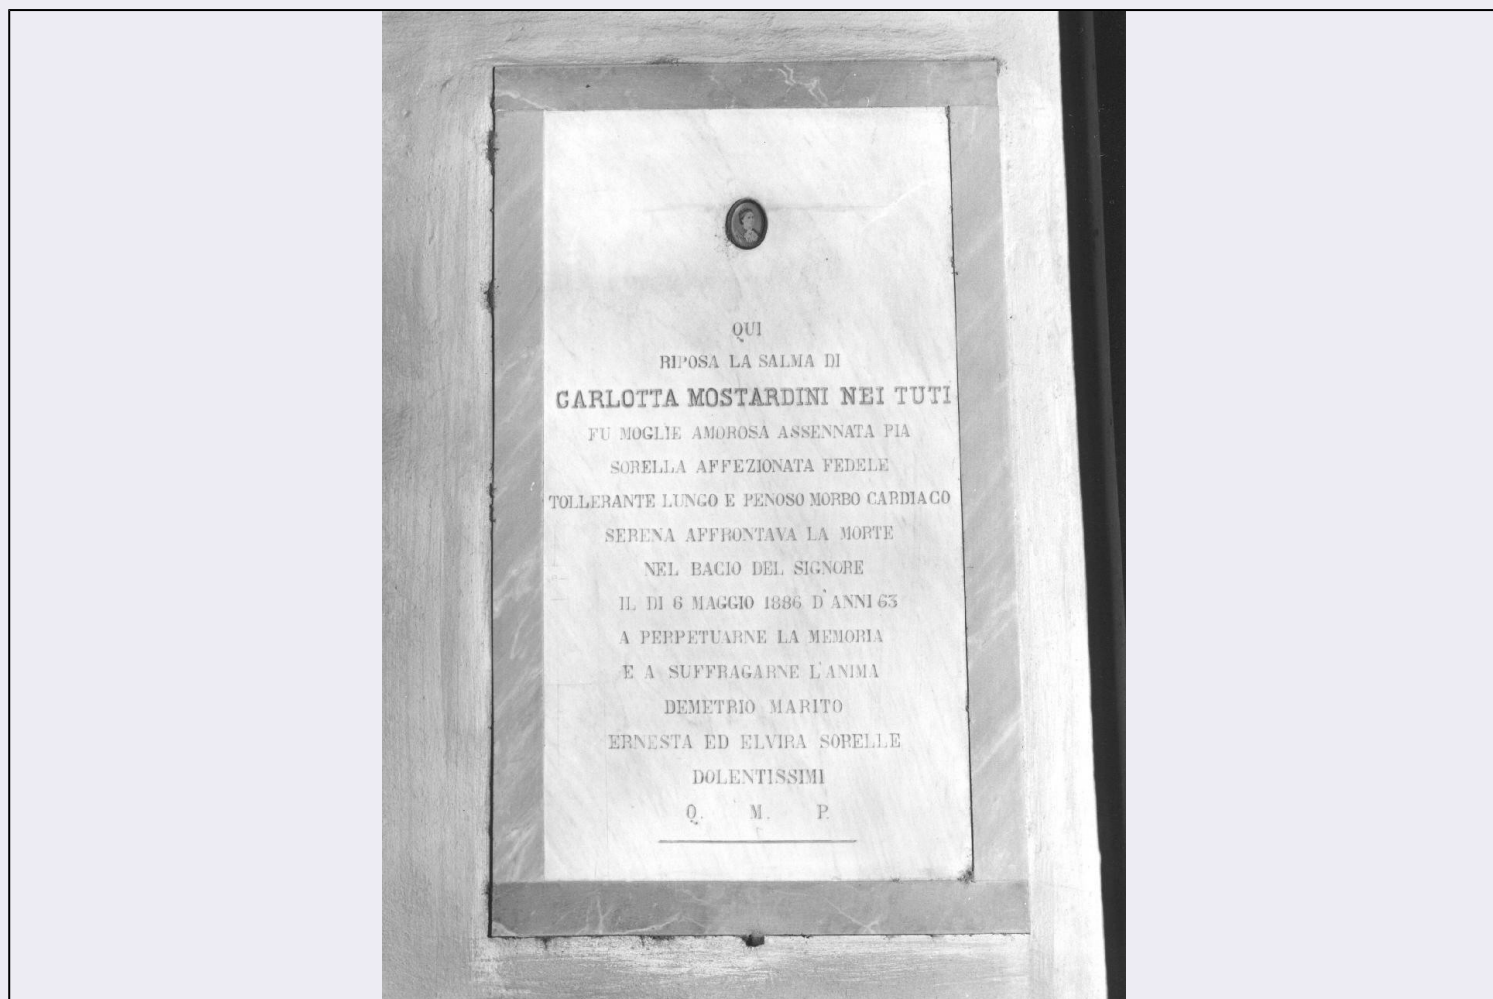 QUI
RIPOSA LA SALMA DI
CARLOTTA MOSTARDINI NEI TUTI
FU MOGLIE AMOROSA ASSENNATA PIA
SORELLA AFFEZIONATA FEDELE
TOLLERANTE LUNGO E PENOSO MORBO CARDIACO
SERENA AFFRONTAVA LA MORTE
NEL BACIO DEL SIGNORE
IL DI 6 MAGGIO 1886 D'ANNI 63
A PERPETUARNE LA MEMORIA
E A SUFFRAGARNE L'ANIMA
DEMETRIO MARITO
ERNESTA ED ELVIRA SORELLE
DOLENTISSIMI
Q. M. P.